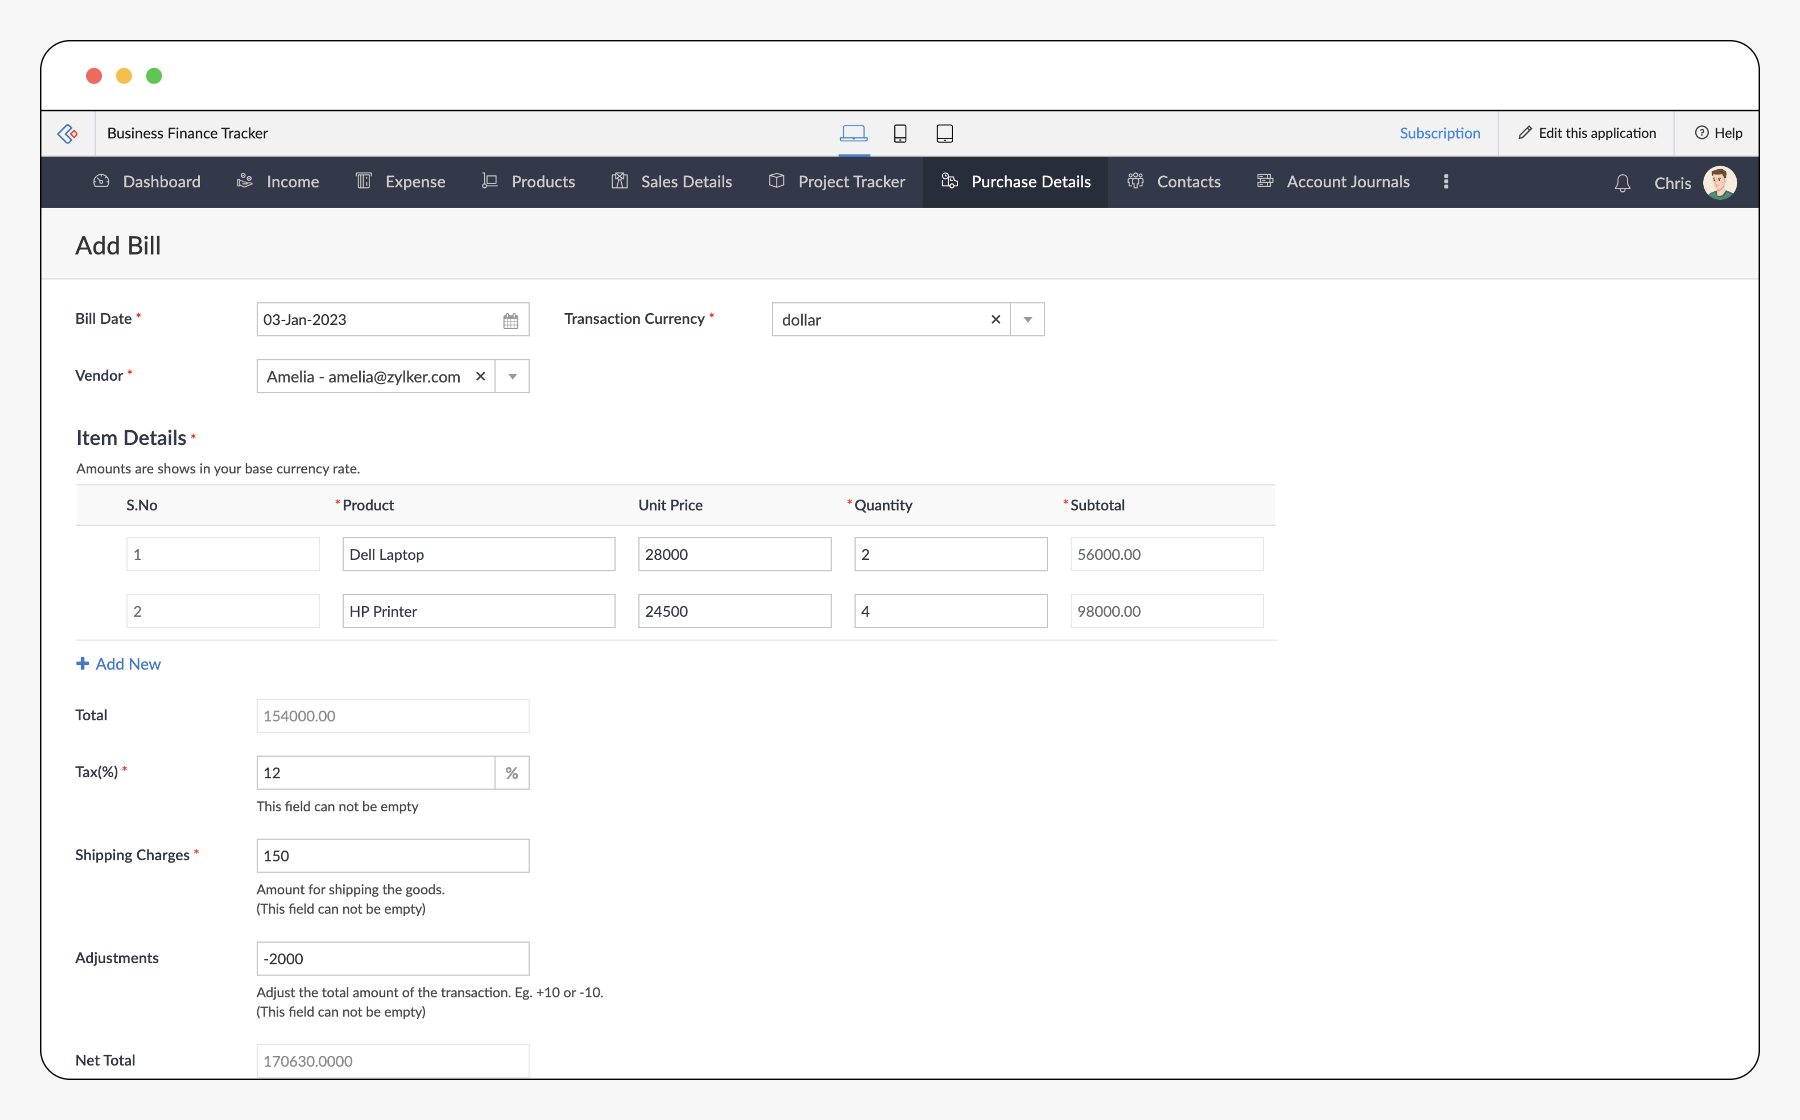 Business Finance Tracker Subscription Edit this application Help
Dashboard Income Expense Products Sales Details Project Tracker Purchase Details Contacts Account Journals Chris
Add Bill
Bill Date * 03-Jan-2023 Transaction Currency * dollar
Vendor * Amelia - amelia@zylker.com
Item Details *
Amounts are shows in your base currency rate.
S.No * Product Unit Price * Quantity * Subtotal
1 Dell Laptop 28000 2 56000.00
2 HP Printer 24500 4 98000.00
+ Add New
Total 154000.00
Tax(%) * 12 %
This field can not be empty
Shipping Charges * 150
Amount for shipping the goods.
(This field can not be empty)
Adjustments -2000
Adjust the total amount of the transaction. Eg. +10 or -10.
(This field can not be empty)
Net Total 170630.0000